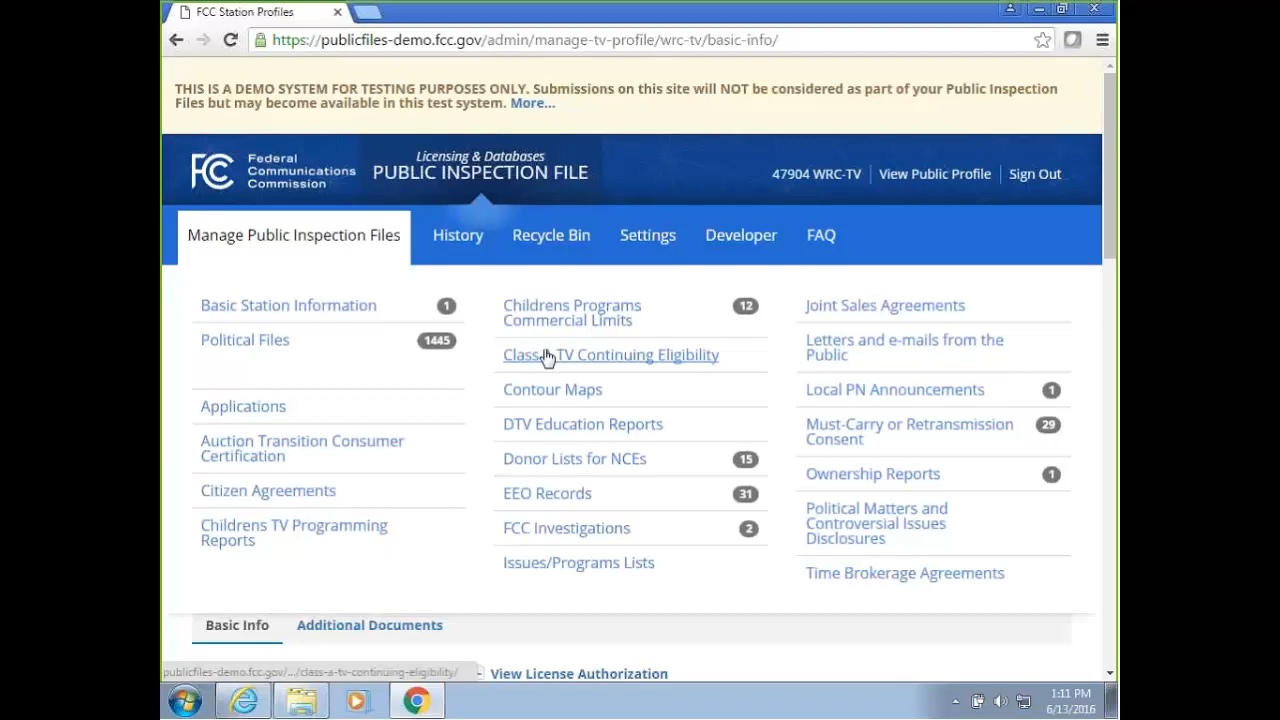 FCC Station Profiles
https://publicfiles-demo.fcc.gov/admin/manage-tv-profile/wrc-tv/basic-info/
THIS IS A DEMO SYSTEM FOR TESTING PURPOSES ONLY. Submissions on this site will NOT be considered as part of your Public Inspection
Files but may become available in this test system. More...
FCC
Federal
Communications
Commission
Licensing & Databases
PUBLIC INSPECTION FILE
47904 WRC-TV
View Public Profile
Sign Out
Manage Public Inspection Files
History
Recycle Bin
Settings
Developer
FAQ
Basic Station Information 1
Political Files 1445
Applications
Auction Transition Consumer
Certification
Citizen Agreements
Childrens TV Programming
Reports
Childrens Programs 12
Commercial Limits
Class TV Continuing Eligibility
Contour Maps
DTV Education Reports
Donor Lists for NCEs 15
EEO Records 31
FCC Investigations 2
Issues/Programs Lists
Joint Sales Agreements
Letters and e-mails from the
Public
Local PN Announcements 1
Must-Carry or Retransmission 29
Consent
Ownership Reports 1
Political Matters and
Controversial Issues
Disclosures
Time Brokerage Agreements
Basic Info
Additional Documents
publicfiles-demo.fcc.gov/.../class-a-tv-continuing-eligibility/
View License Authorization
1:11 PM
6/13/2016